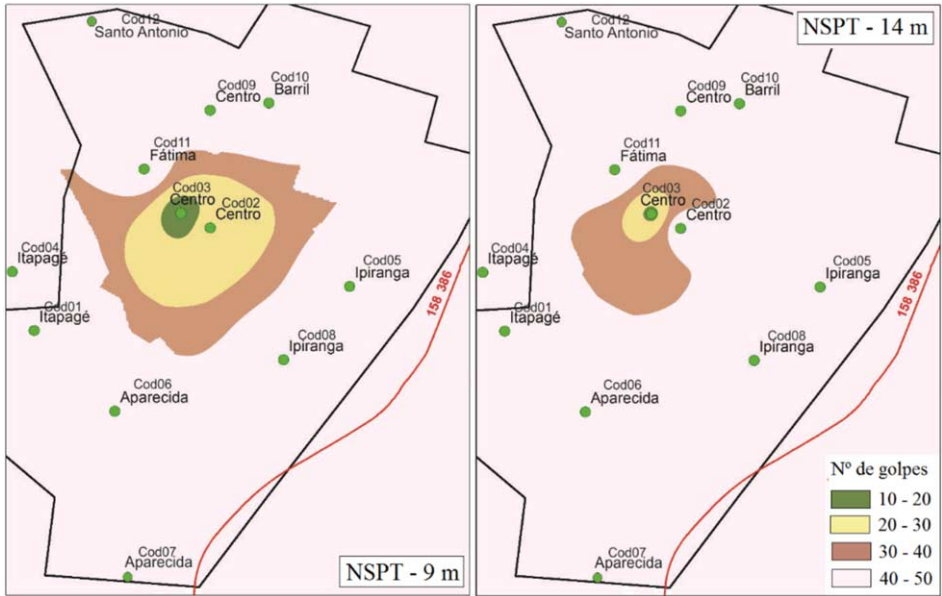 Cod12
Santo Antonio
Cod09
Centro
Cod10
Barril
Cod11
Fátima
Cod03
Centro
Cod02
Centro
Cod04
Itapagé
Cod05
Ipiranga
Cod01
Itapagé
Cod08
Ipiranga
Cod06
Aparecida
Cod07
Aparecida
158 386
NSPT - 9 m
NSPT - 14 m
Cod12
Santo Antonio
Cod09
Centro
Cod10
Barril
Cod11
Fátima
Cod03
Centro
Cod02
Centro
Cod04
Itapagé
Cod05
Ipiranga
Cod01
Itapagé
Cod08
Ipiranga
Cod06
Aparecida
Cod07
Aparecida
158 386
Nº de golpes
10 - 20
20 - 30
30 - 40
40 - 50